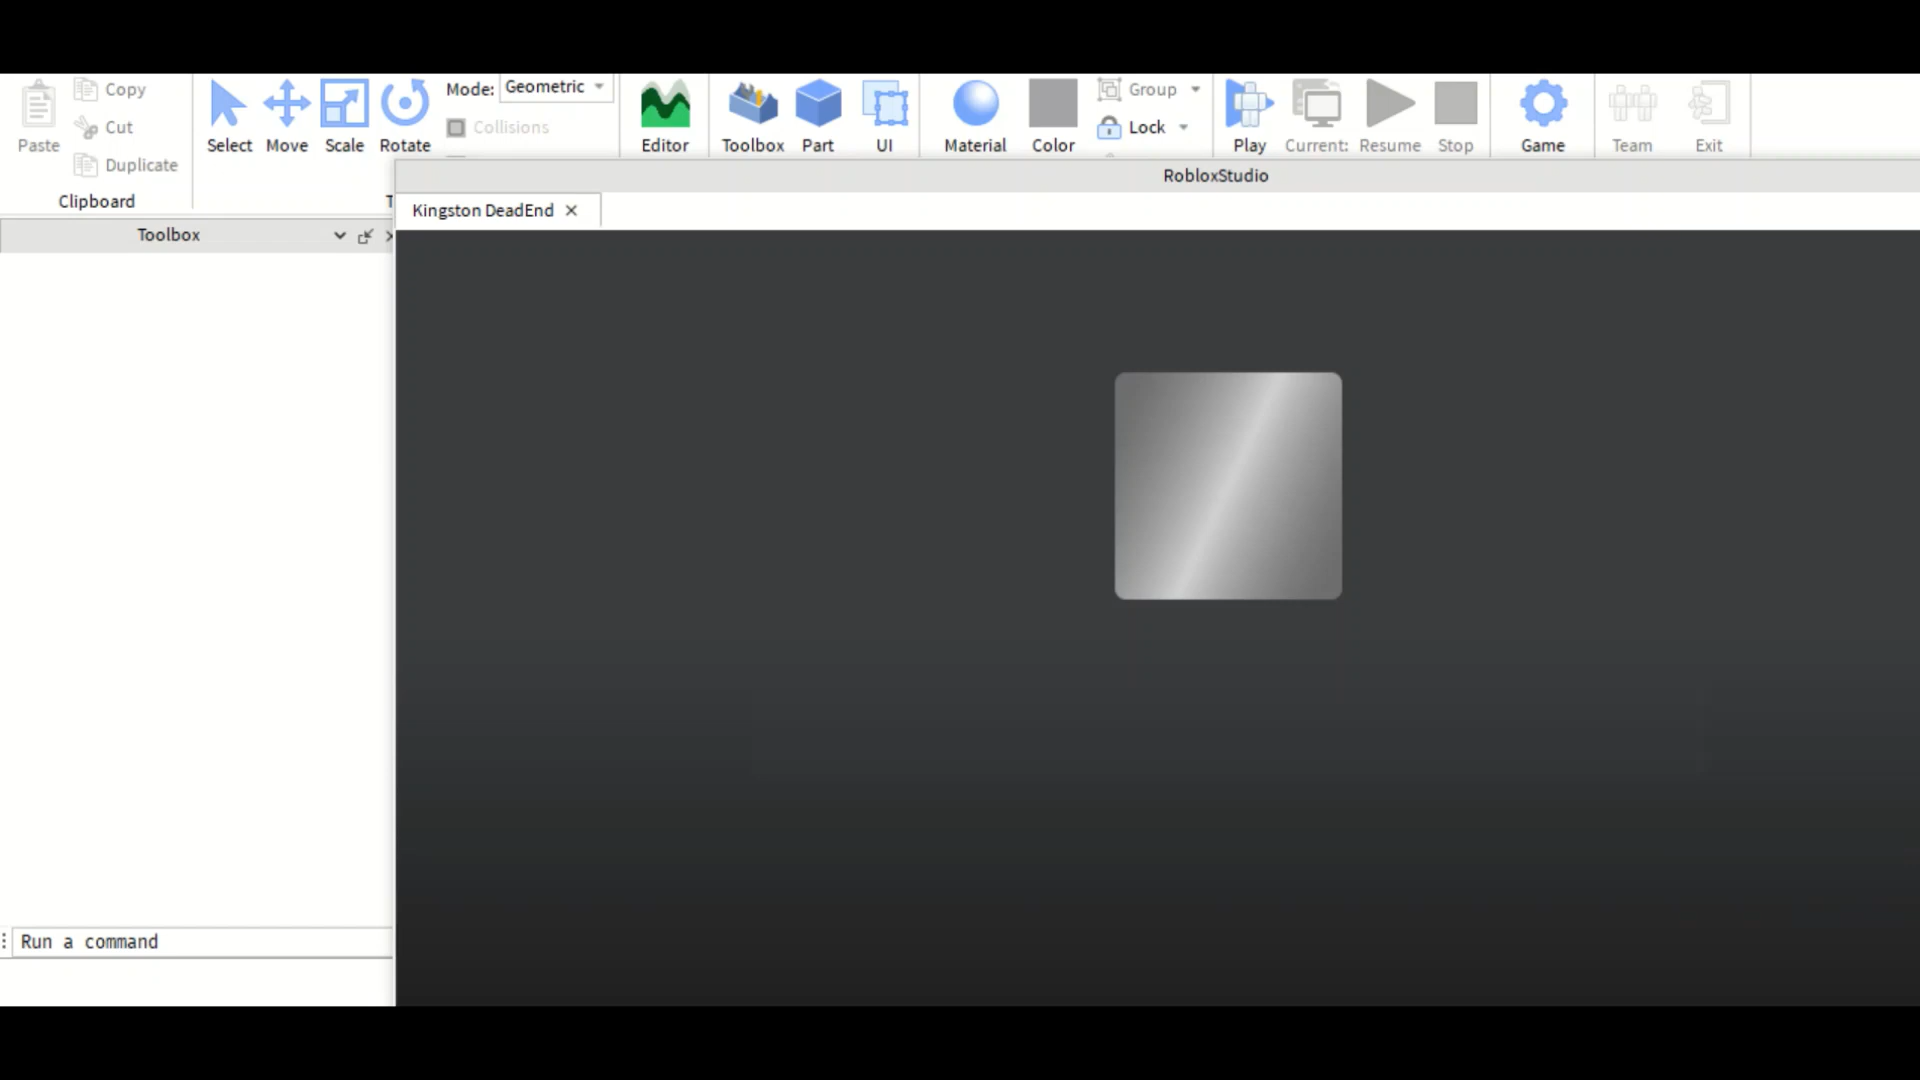 Copy
Cut
Duplicate
Paste
Clipboard
Select
Move
Scale
Rotate
Mode:
Geometric
Collisions
Editor
Toolbox
Part
UI
Material
Color
Group
Lock
Play
Current:
Resume
Stop
Game
Team
Exit
RobloxStudio
Kingston DeadEnd
Toolbox
Run a command